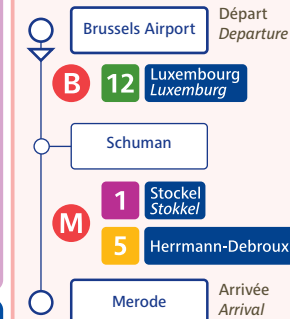 Brussels Airport
Départ
Departure
B
12
Luxembourg
Luxemburg
Schuman
M
1
Stockel
Stokkel
5
Herrmann-Debroux
Merode
Arrivée
Arrival